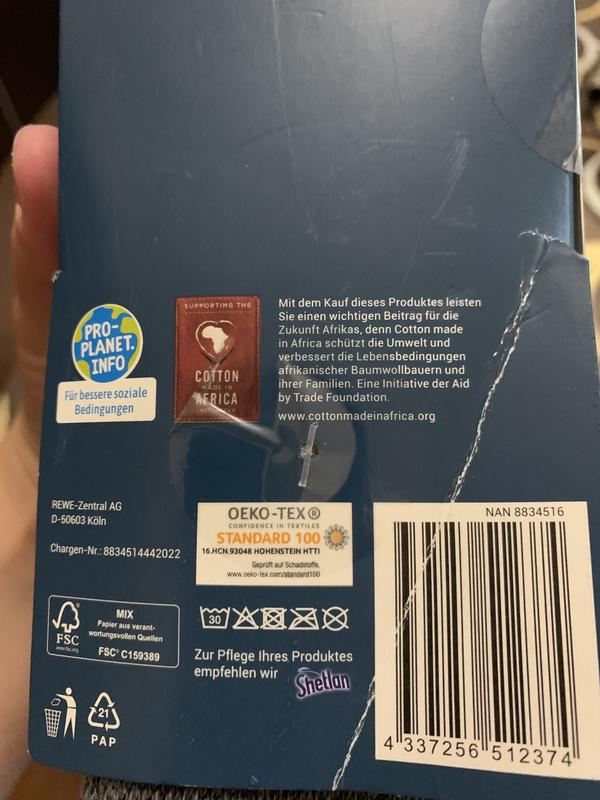 PRO-
PLANET.
INFO
Für bessere soziale
Bedingungen
SUPPORTING THE
COTTON
MADE IN
AFRICA
INITIATIVE
Mit dem Kauf dieses Produktes leisten
Sie einen wichtigen Beitrag für die
Zukunft Afrikas, denn Cotton made
in Africa schützt die Umwelt und
verbessert die Lebensbedingungen
afrikanischer Baumwollbauern und
ihrer Familien. Eine Initiative der Aid
by Trade Foundation.
www.cottonmadeinafrica.org
REWE-Zentral AG
D-50603 Köln
Chargen-Nr.: 8834514442022
OEKO-TEX®
CONFIDENCE IN TEXTILES
STANDARD 100
16.HCN.93048 HOHENSTEIN HTTI
Geprüft auf Schadstoffe.
www.oeko-tex.com/standard100
NAN 8834516
FSC
www.fsc.org
MIX
Papier aus verant-
wortungsvollen Quellen
FSC® C159389
30
Zur Pflege Ihres Produktes
empfehlen wir
Shetlan
21
PAP
4 337256 512374